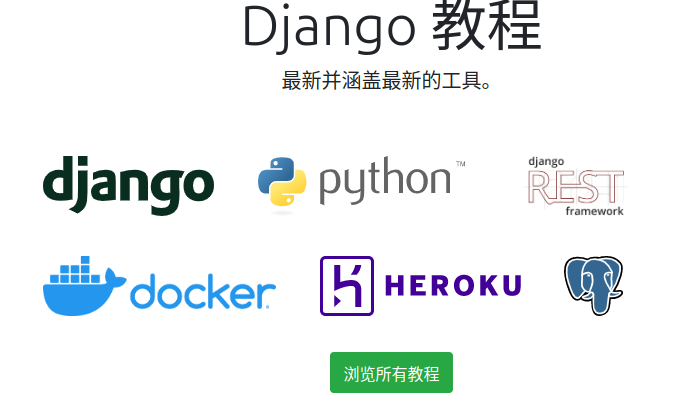 Django 教程
最新并涵盖最新的工具。
django
python™
django
REST
framework
docker
HEROKU
浏览所有教程